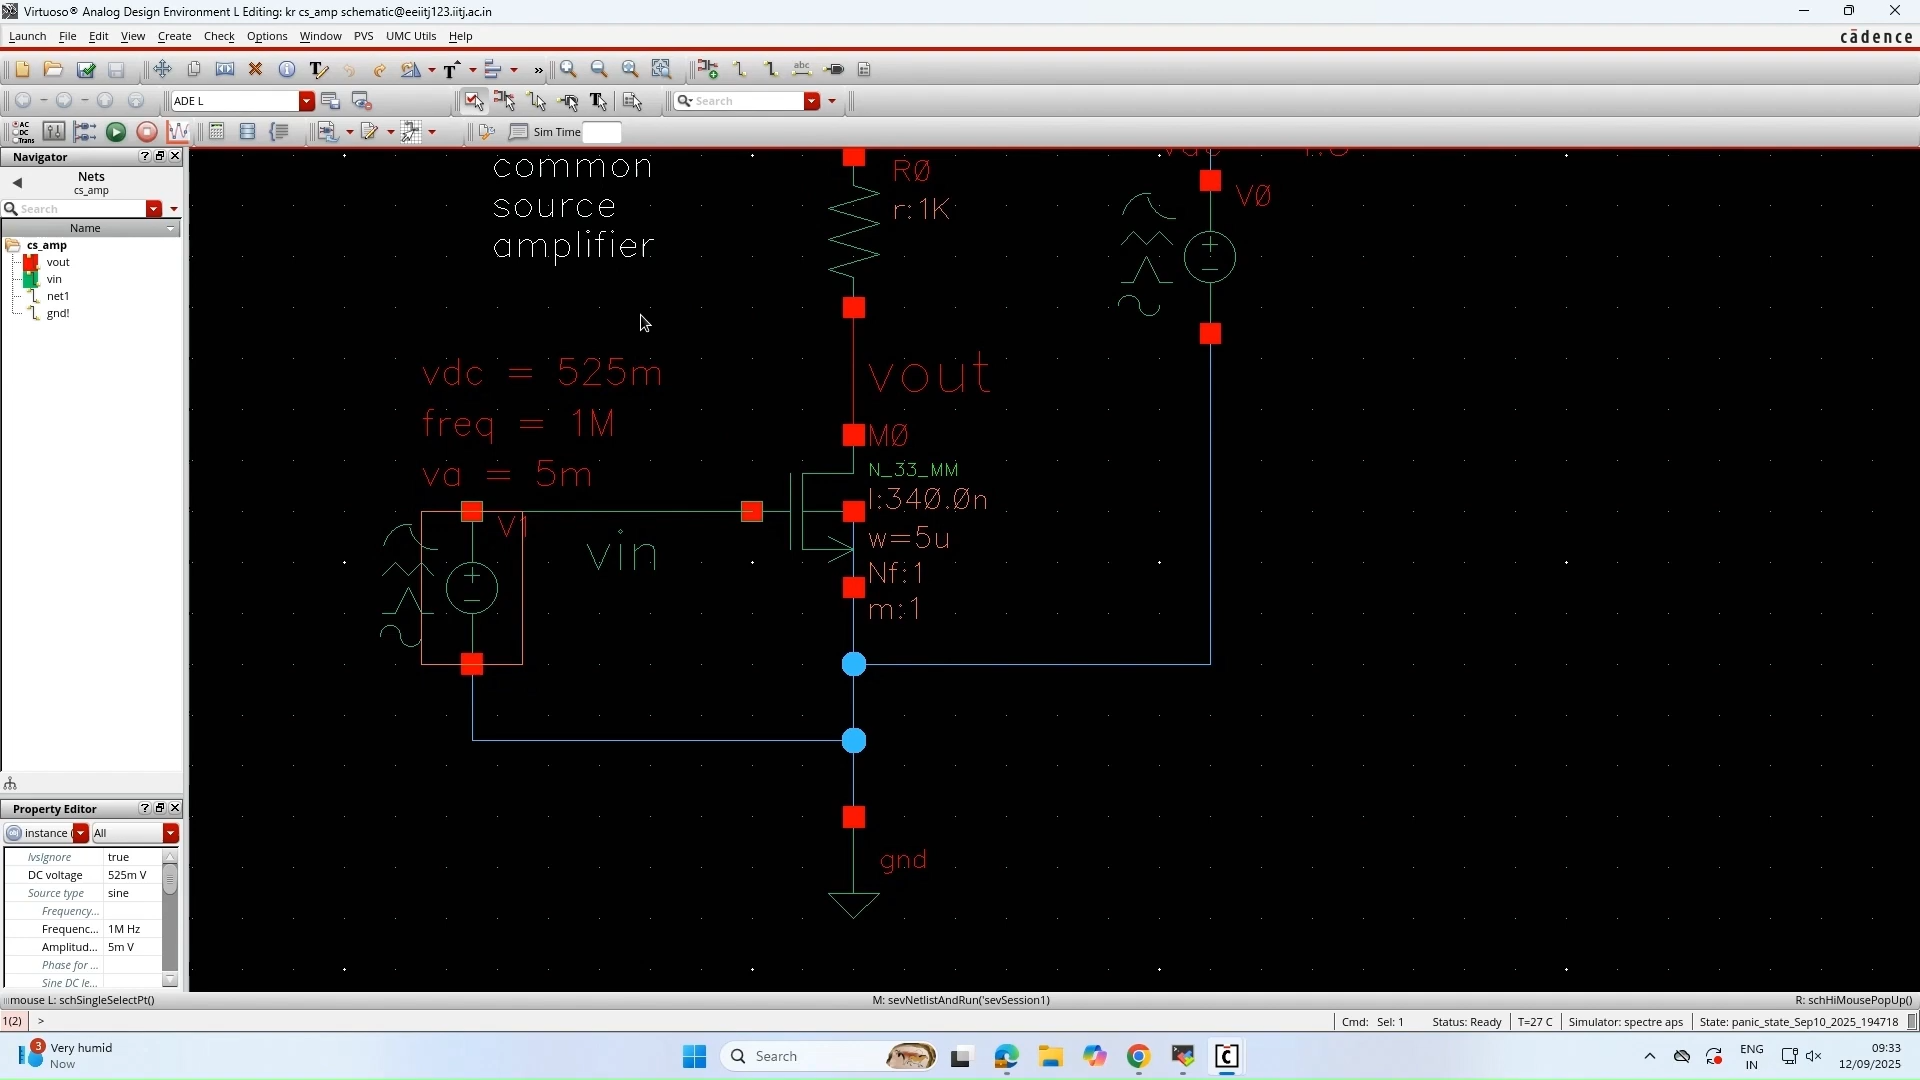 Virtuoso® Analog Design Environment L Editing: kr cs_amp schematic@eeiitj123.iitj.ac.in
Launch File Edit View Create Check Options Window PVS UMC Utils Help
cādence
ADE L
Search
Sim Time
Navigator
Nets
cs_amp
Search
Name
cs_amp
vout
vin
net1
gnd!
common
source
amplifier
R0
r:1K
V0
vdc = 525m
freq = 1M
va = 5m
vout
M0
N_33_MM
l:340.0n
w=5u
Nf:1
m:1
V1
vin
gnd
Property Editor
instance ( All
lvsIgnore true
DC voltage 525m V
Source type sine
Frequency...
Frequenc... 1M Hz
Amplitud... 5m V
Phase for ...
Sine DC le...
mouse L: schSingleSelectPt() M: sevNetlistAndRun('sevSession1) R: schHiMousePopUp()
1(2) > Cmd: Sel: 1 Status: Ready T=27 C Simulator: spectre aps State: panic_state_Sep10_2025_194718
3 Very humid
Now
Search
ENG
IN
09:33
12/09/2025